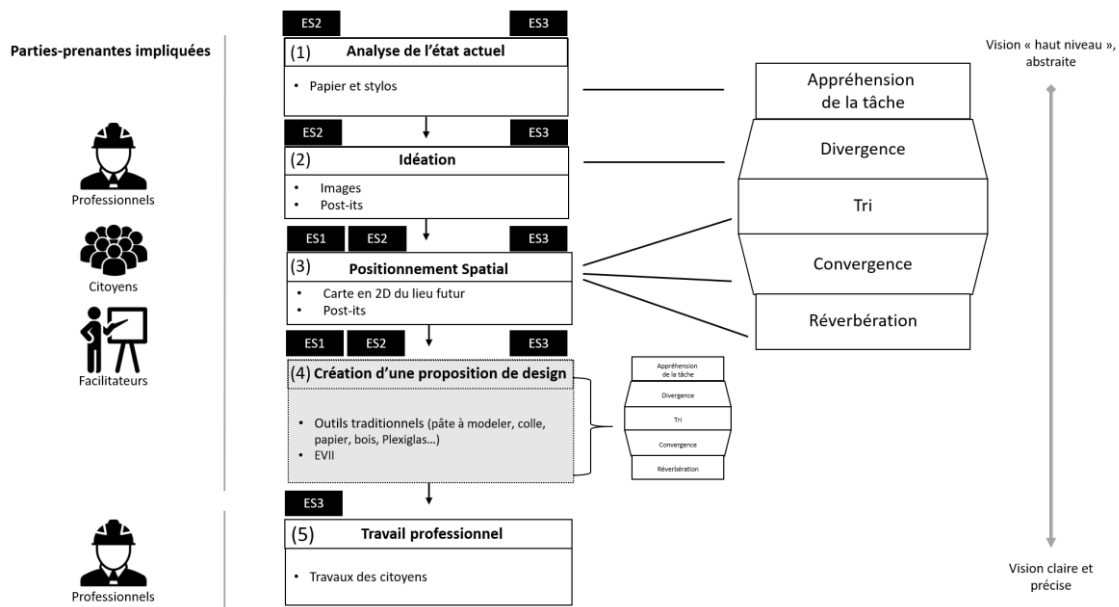 Parties-prenantes impliquées
Professionnels
Citoyens
Facilitateurs
Professionnels
ES2 ES3
(1) Analyse de l’état actuel
• Papier et stylos
ES2 ES3
(2) Idéation
• Images
• Post-its
ES1 ES2 ES3
(3) Positionnement Spatial
• Carte en 2D du lieu futur
• Post-its
ES1 ES2 ES3
(4) Création d’une proposition de design
• Outils traditionnels (pâte à modeler, colle,
papier, bois, Plexiglas…)
• EVII
ES3
(5) Travail professionnel
• Travaux des citoyens
Appréhension
de la tâche
Divergence
Tri
Convergence
Réverbération
Appréhension
de la tâche
Divergence
Tri
Convergence
Réverbération
Vision « haut niveau »,
abstraite
Vision claire et
précise